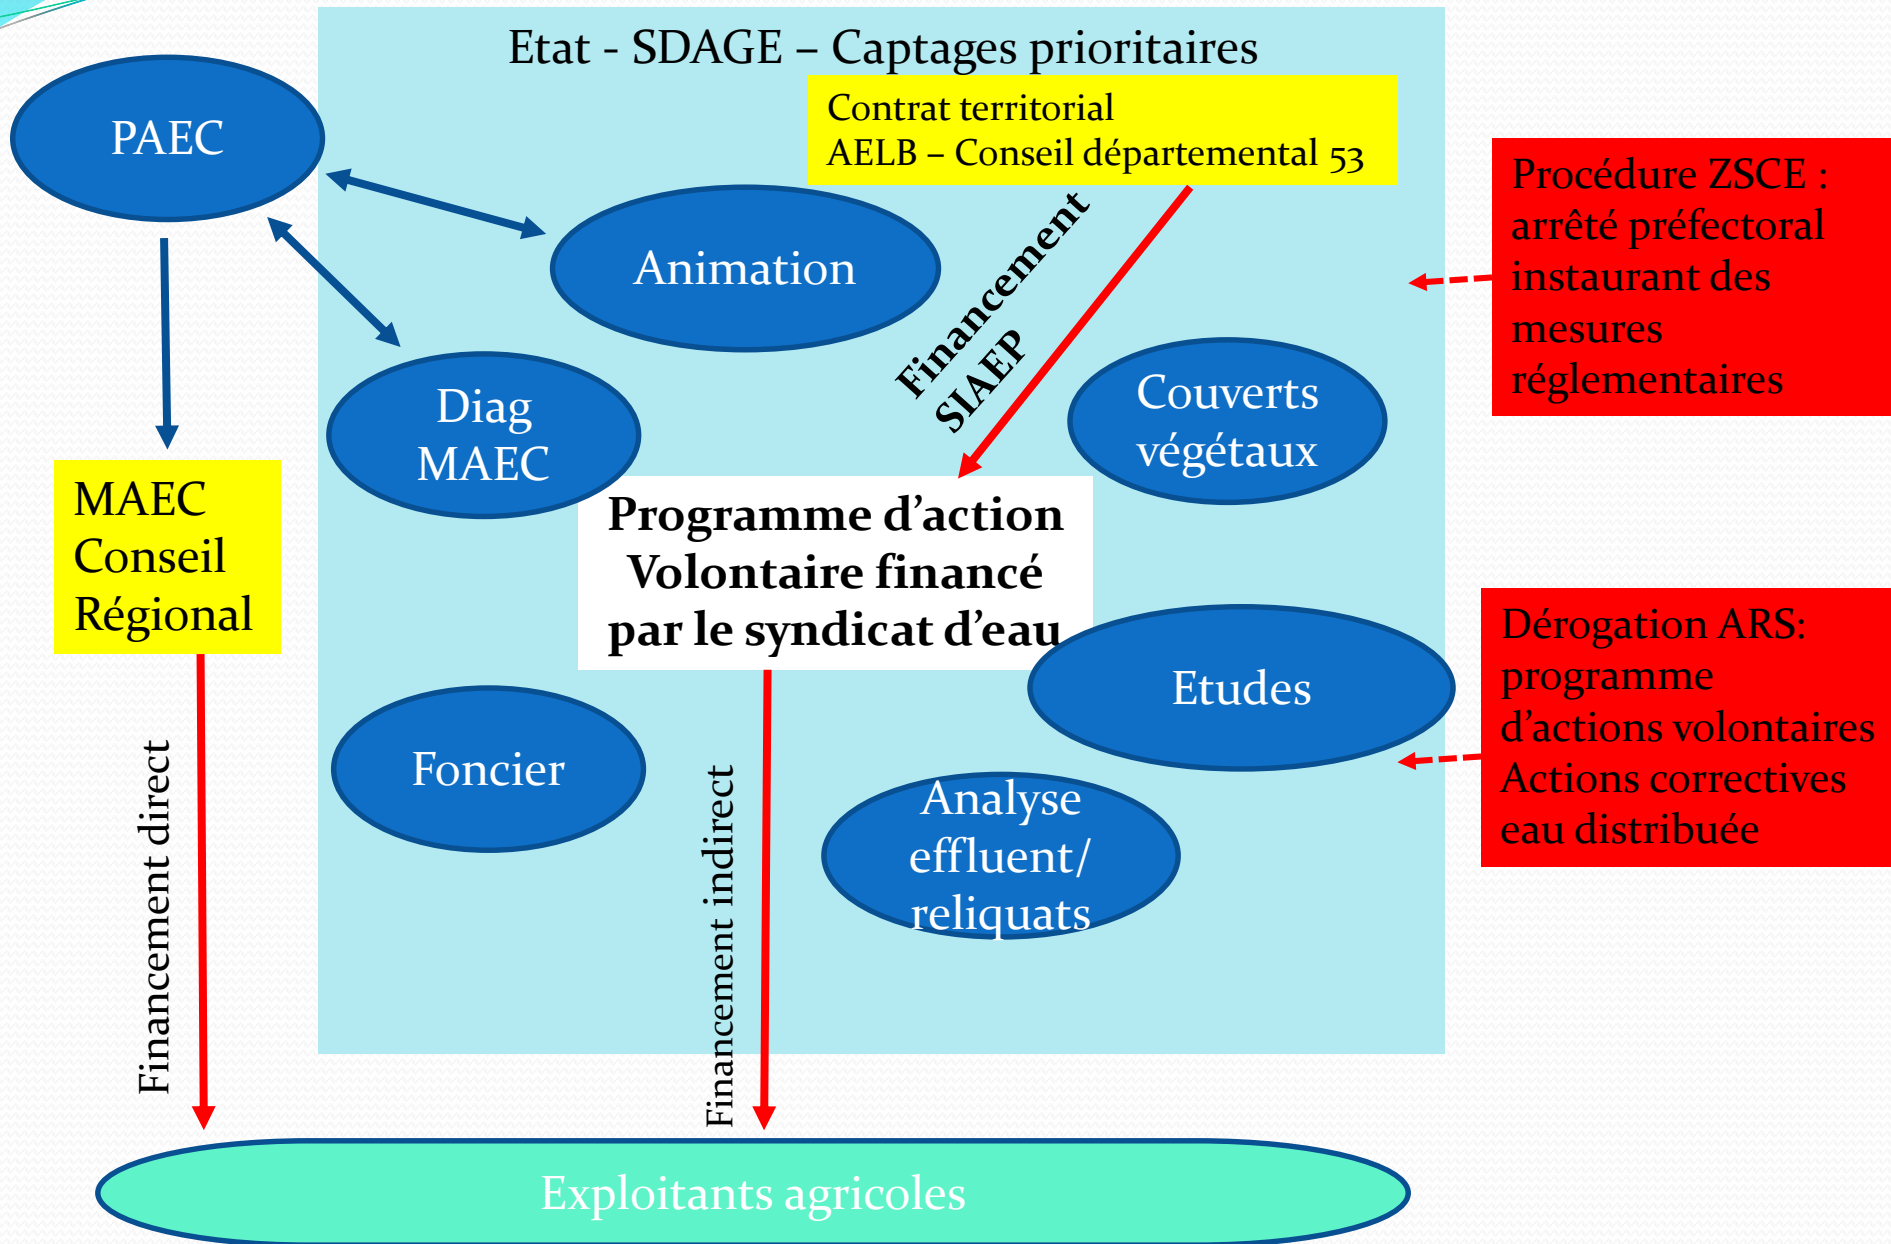 Etat - SDAGE – Captages prioritaires
PAEC
Contrat territorial
AELB – Conseil départemental 53
Procédure ZSCE :
arrêté préfectoral
instaurant des
mesures
réglementaires
Animation
Financement
SIAEP
Diag
MAEC
Couverts
végétaux
MAEC
Conseil
Régional
Programme d’action
Volontaire financé
par le syndicat d’eau
Dérogation ARS:
programme
d’actions volontaires
Actions correctives
eau distribuée
Etudes
Foncier
Analyse
effluent/
reliquats
Financement direct
Financement indirect
Exploitants agricoles